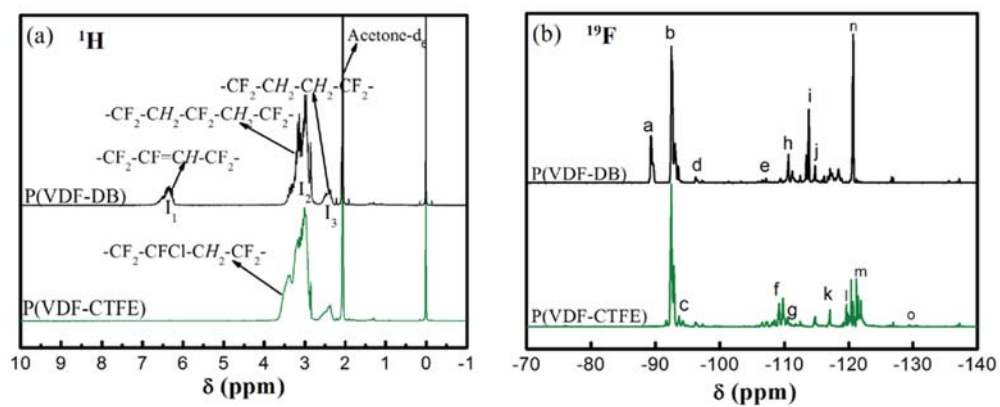 (a) ¹H
Acetone-d₆
-CF₂-CH₂-CH₂-CF₂-
-CF₂-CH₂-CF₂-CH₂-CF₂-
-CF₂-CF=CH-CF₂-
P(VDF-DB)
I₁
I₂
I₃
-CF₂-CFCl-CH₂-CF₂-
P(VDF-CTFE)
10 9 8 7 6 5 4 3 2 1 0 -1
δ (ppm)
(b) ¹⁹F
a
b
d
e
h
i
j
n
P(VDF-DB)
c
f
g
k
l
m
o
P(VDF-CTFE)
-70 -80 -90 -100 -110 -120 -130 -140
δ (ppm)